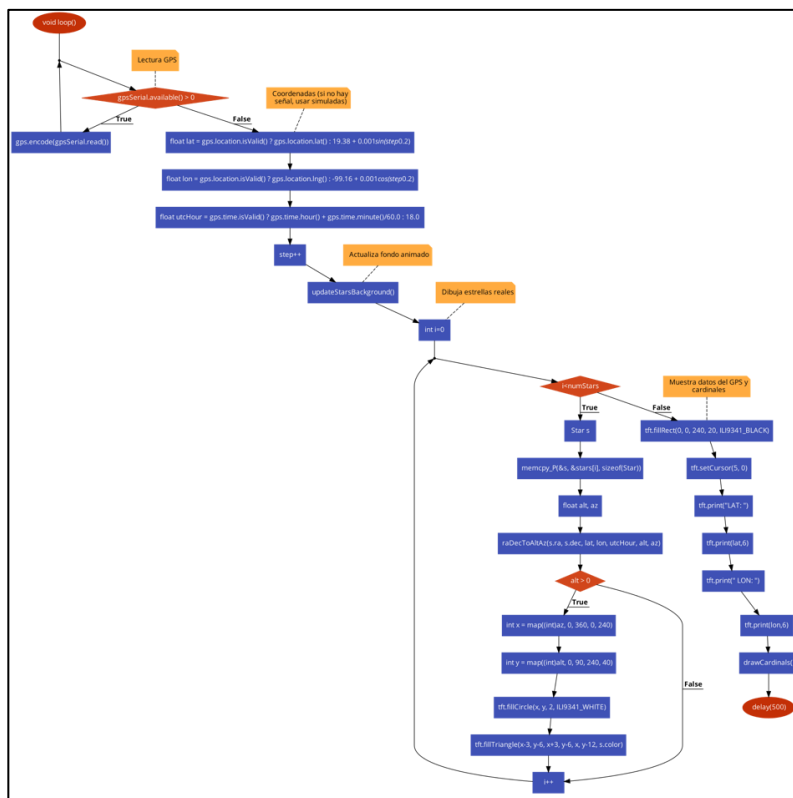 void loop()
Lectura GPS
gpsSerial.available() > 0
True
False
gps.encode(gpsSerial.read())
Coordenadas (si no hay
señal, usar simuladas)
float lat = gps.location.isValid() ? gps.location.lat() : 19.38 + 0.001sin(step0.2)
float lon = gps.location.isValid() ? gps.location.lng() : -99.16 + 0.001cos(step0.2)
float utcHour = gps.time.isValid() ? gps.time.hour() + gps.time.minute()/60.0 : 18.0
step++
Actualiza fondo animado
updateStarsBackground()
Dibuja estrellas reales
int i=0
i<numStars
True
False
Star s
memcpy_P(&s, &stars[i], sizeof(Star))
float alt, az
raDecToAltAz(s.ra, s.dec, lat, lon, utcHour, alt, az)
alt > 0
True
False
int x = map((int)az, 0, 360, 0, 240)
int y = map((int)alt, 0, 90, 240, 40)
tft.fillCircle(x, y, 2, ILI9341_WHITE)
tft.fillTriangle(x-3, y-6, x+3, y-6, x, y-12, s.color)
i++
Muestra datos del GPS y
cardinales
tft.fillRect(0, 0, 240, 20, ILI9341_BLACK)
tft.setCursor(5, 0)
tft.print("LAT: ")
tft.print(lat,6)
tft.print(" LON: ")
tft.print(lon,6)
drawCardinals(
delay(500)